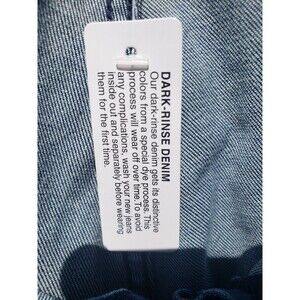 DARK-RINSE DENIM
Our dark-rinse denim gets its distinctive
colors from a special dye process. This
process will wear off over time. To avoid
any complications, wash your new jeans
inside out and separately before wearing
them for the first time.